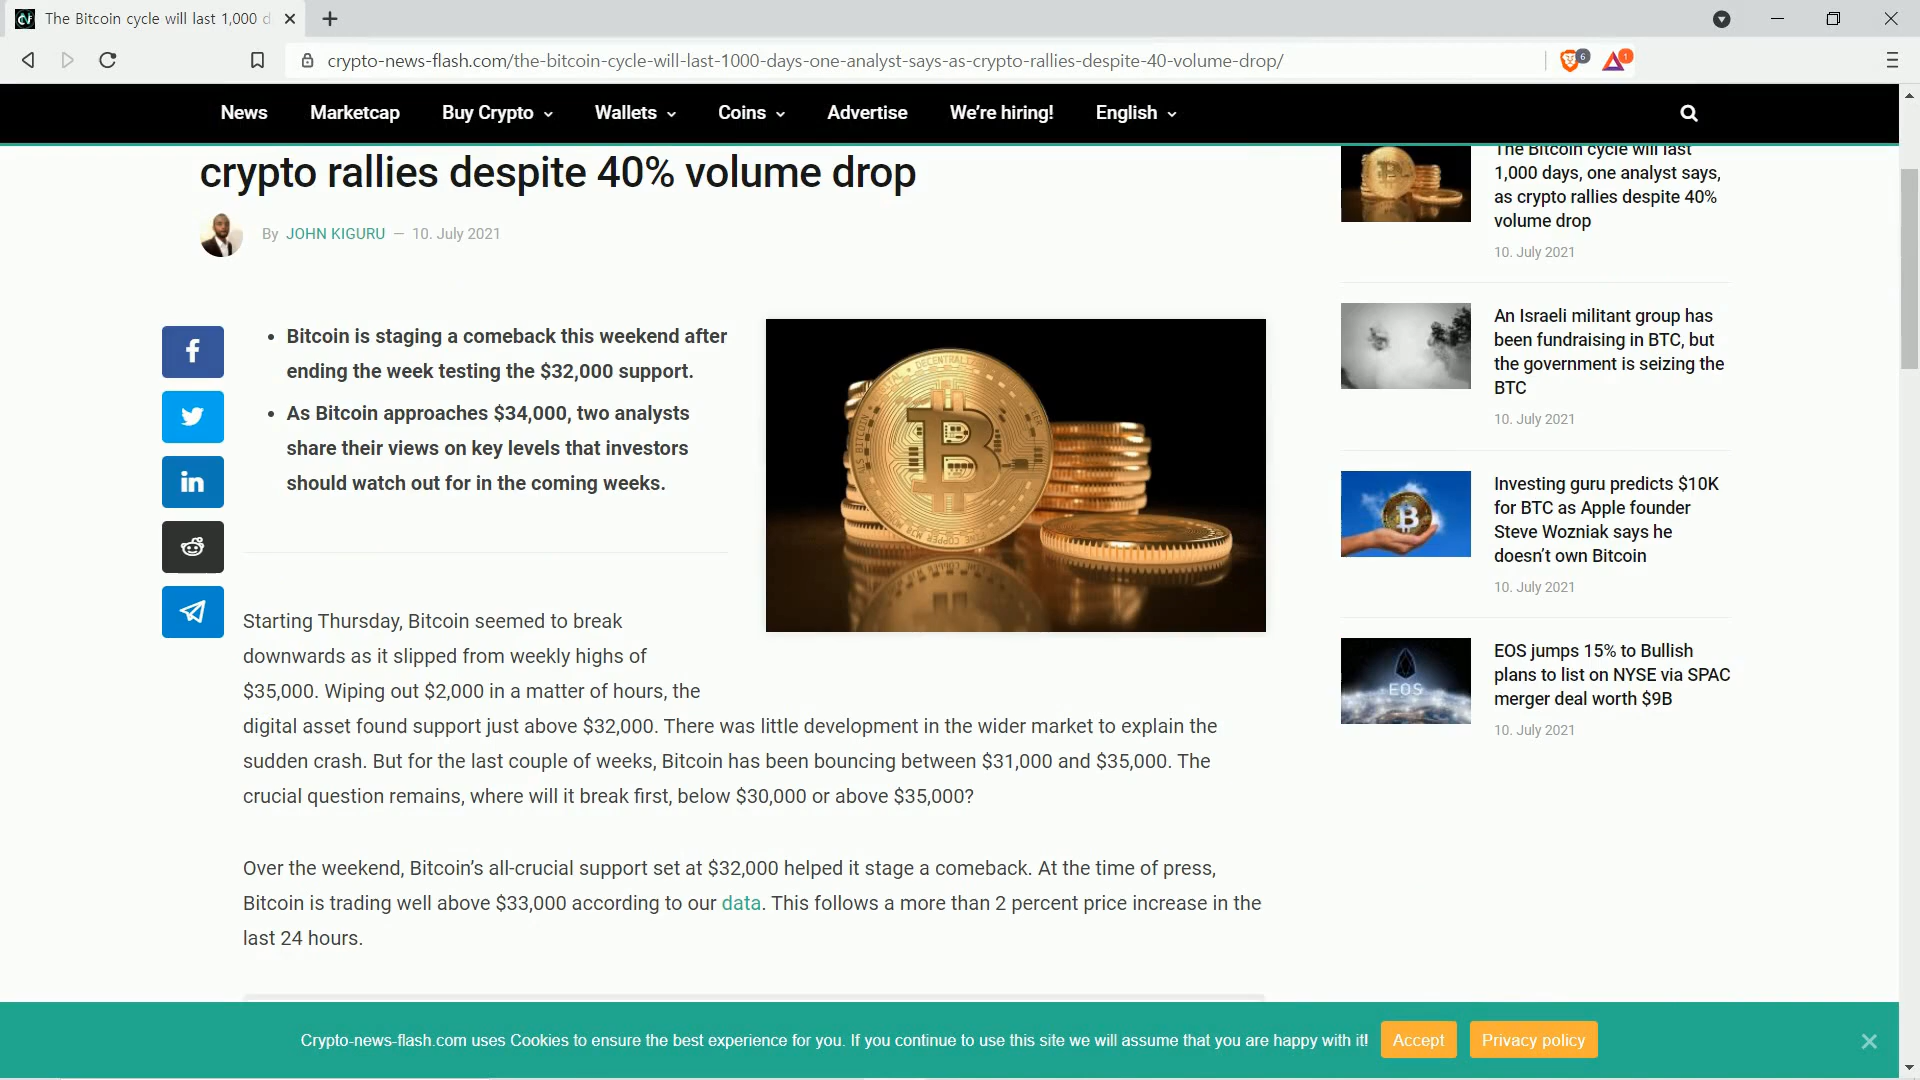 The Bitcoin cycle will last 1,000 d
crypto-news-flash.com/the-bitcoin-cycle-will-last-1000-days-one-analyst-says-as-crypto-rallies-despite-40-volume-drop/
6
1
News Marketcap Buy Crypto Wallets Coins Advertise We’re hiring! English
crypto rallies despite 40% volume drop
By JOHN KIGURU — 10. July 2021
• Bitcoin is staging a comeback this weekend after
ending the week testing the $32,000 support.
• As Bitcoin approaches $34,000, two analysts
share their views on key levels that investors
should watch out for in the coming weeks.
DECENTRALIZED
B
Starting Thursday, Bitcoin seemed to break
downwards as it slipped from weekly highs of
$35,000. Wiping out $2,000 in a matter of hours, the
digital asset found support just above $32,000. There was little development in the wider market to explain the
sudden crash. But for the last couple of weeks, Bitcoin has been bouncing between $31,000 and $35,000. The
crucial question remains, where will it break first, below $30,000 or above $35,000?
Over the weekend, Bitcoin’s all-crucial support set at $32,000 helped it stage a comeback. At the time of press,
Bitcoin is trading well above $33,000 according to our data. This follows a more than 2 percent price increase in the
last 24 hours.
The Bitcoin cycle will last
1,000 days, one analyst says,
as crypto rallies despite 40%
volume drop
10. July 2021
An Israeli militant group has
been fundraising in BTC, but
the government is seizing the
BTC
10. July 2021
Investing guru predicts $10K
for BTC as Apple founder
Steve Wozniak says he
doesn’t own Bitcoin
10. July 2021
EOS
EOS jumps 15% to Bullish
plans to list on NYSE via SPAC
merger deal worth $9B
10. July 2021
Crypto-news-flash.com uses Cookies to ensure the best experience for you. If you continue to use this site we will assume that you are happy with it! Accept Privacy policy